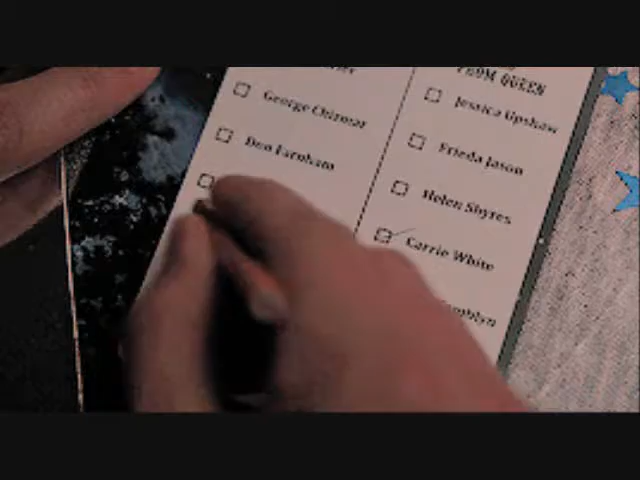 George Chizmar
Don Farnham
PROM QUEEN
Jessica Upshaw
Frieda Jason
Helen Shyres
Carrie White